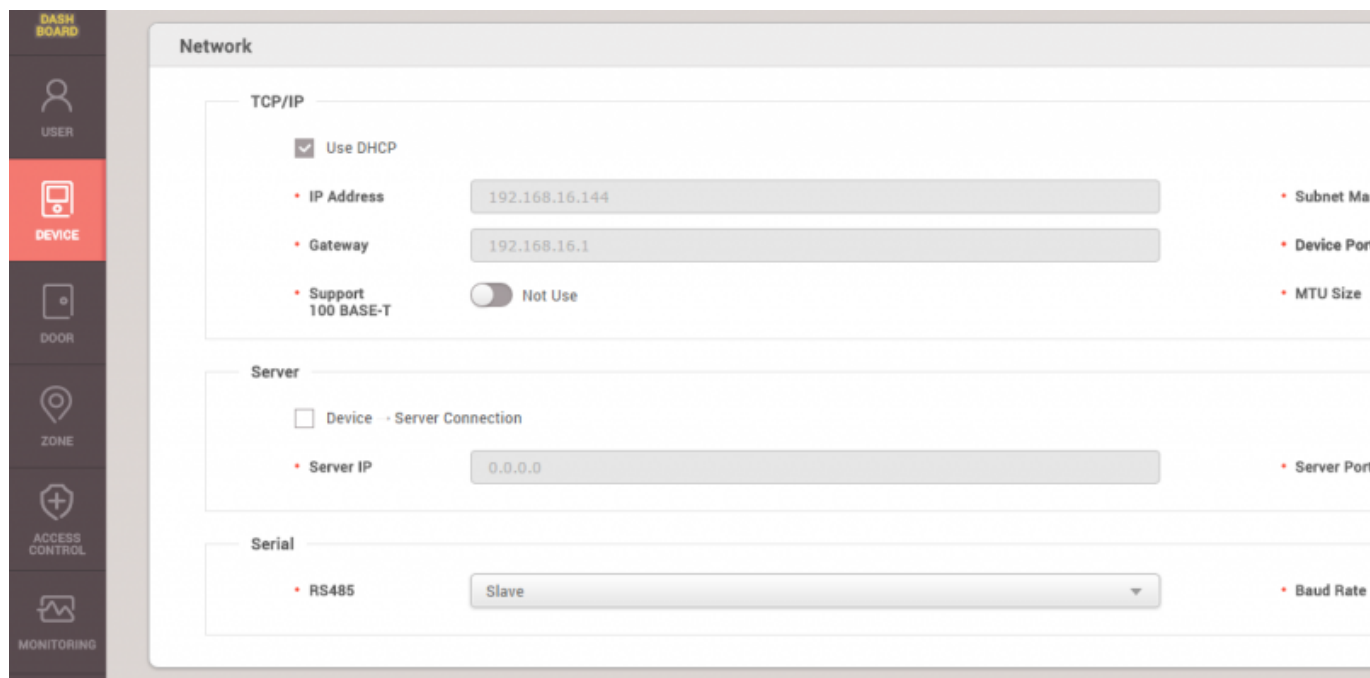 DASH
BOARD
USER
DEVICE
DOOR
ZONE
ACCESS
CONTROL
MONITORING
Network
TCP/IP
Use DHCP
IP Address 192.168.16.144 Subnet Ma
Gateway 192.168.16.1 Device Port
Support
100 BASE-T Not Use MTU Size
Server
Device → Server Connection
Server IP 0.0.0.0 Server Port
Serial
RS485 Slave Baud Rate